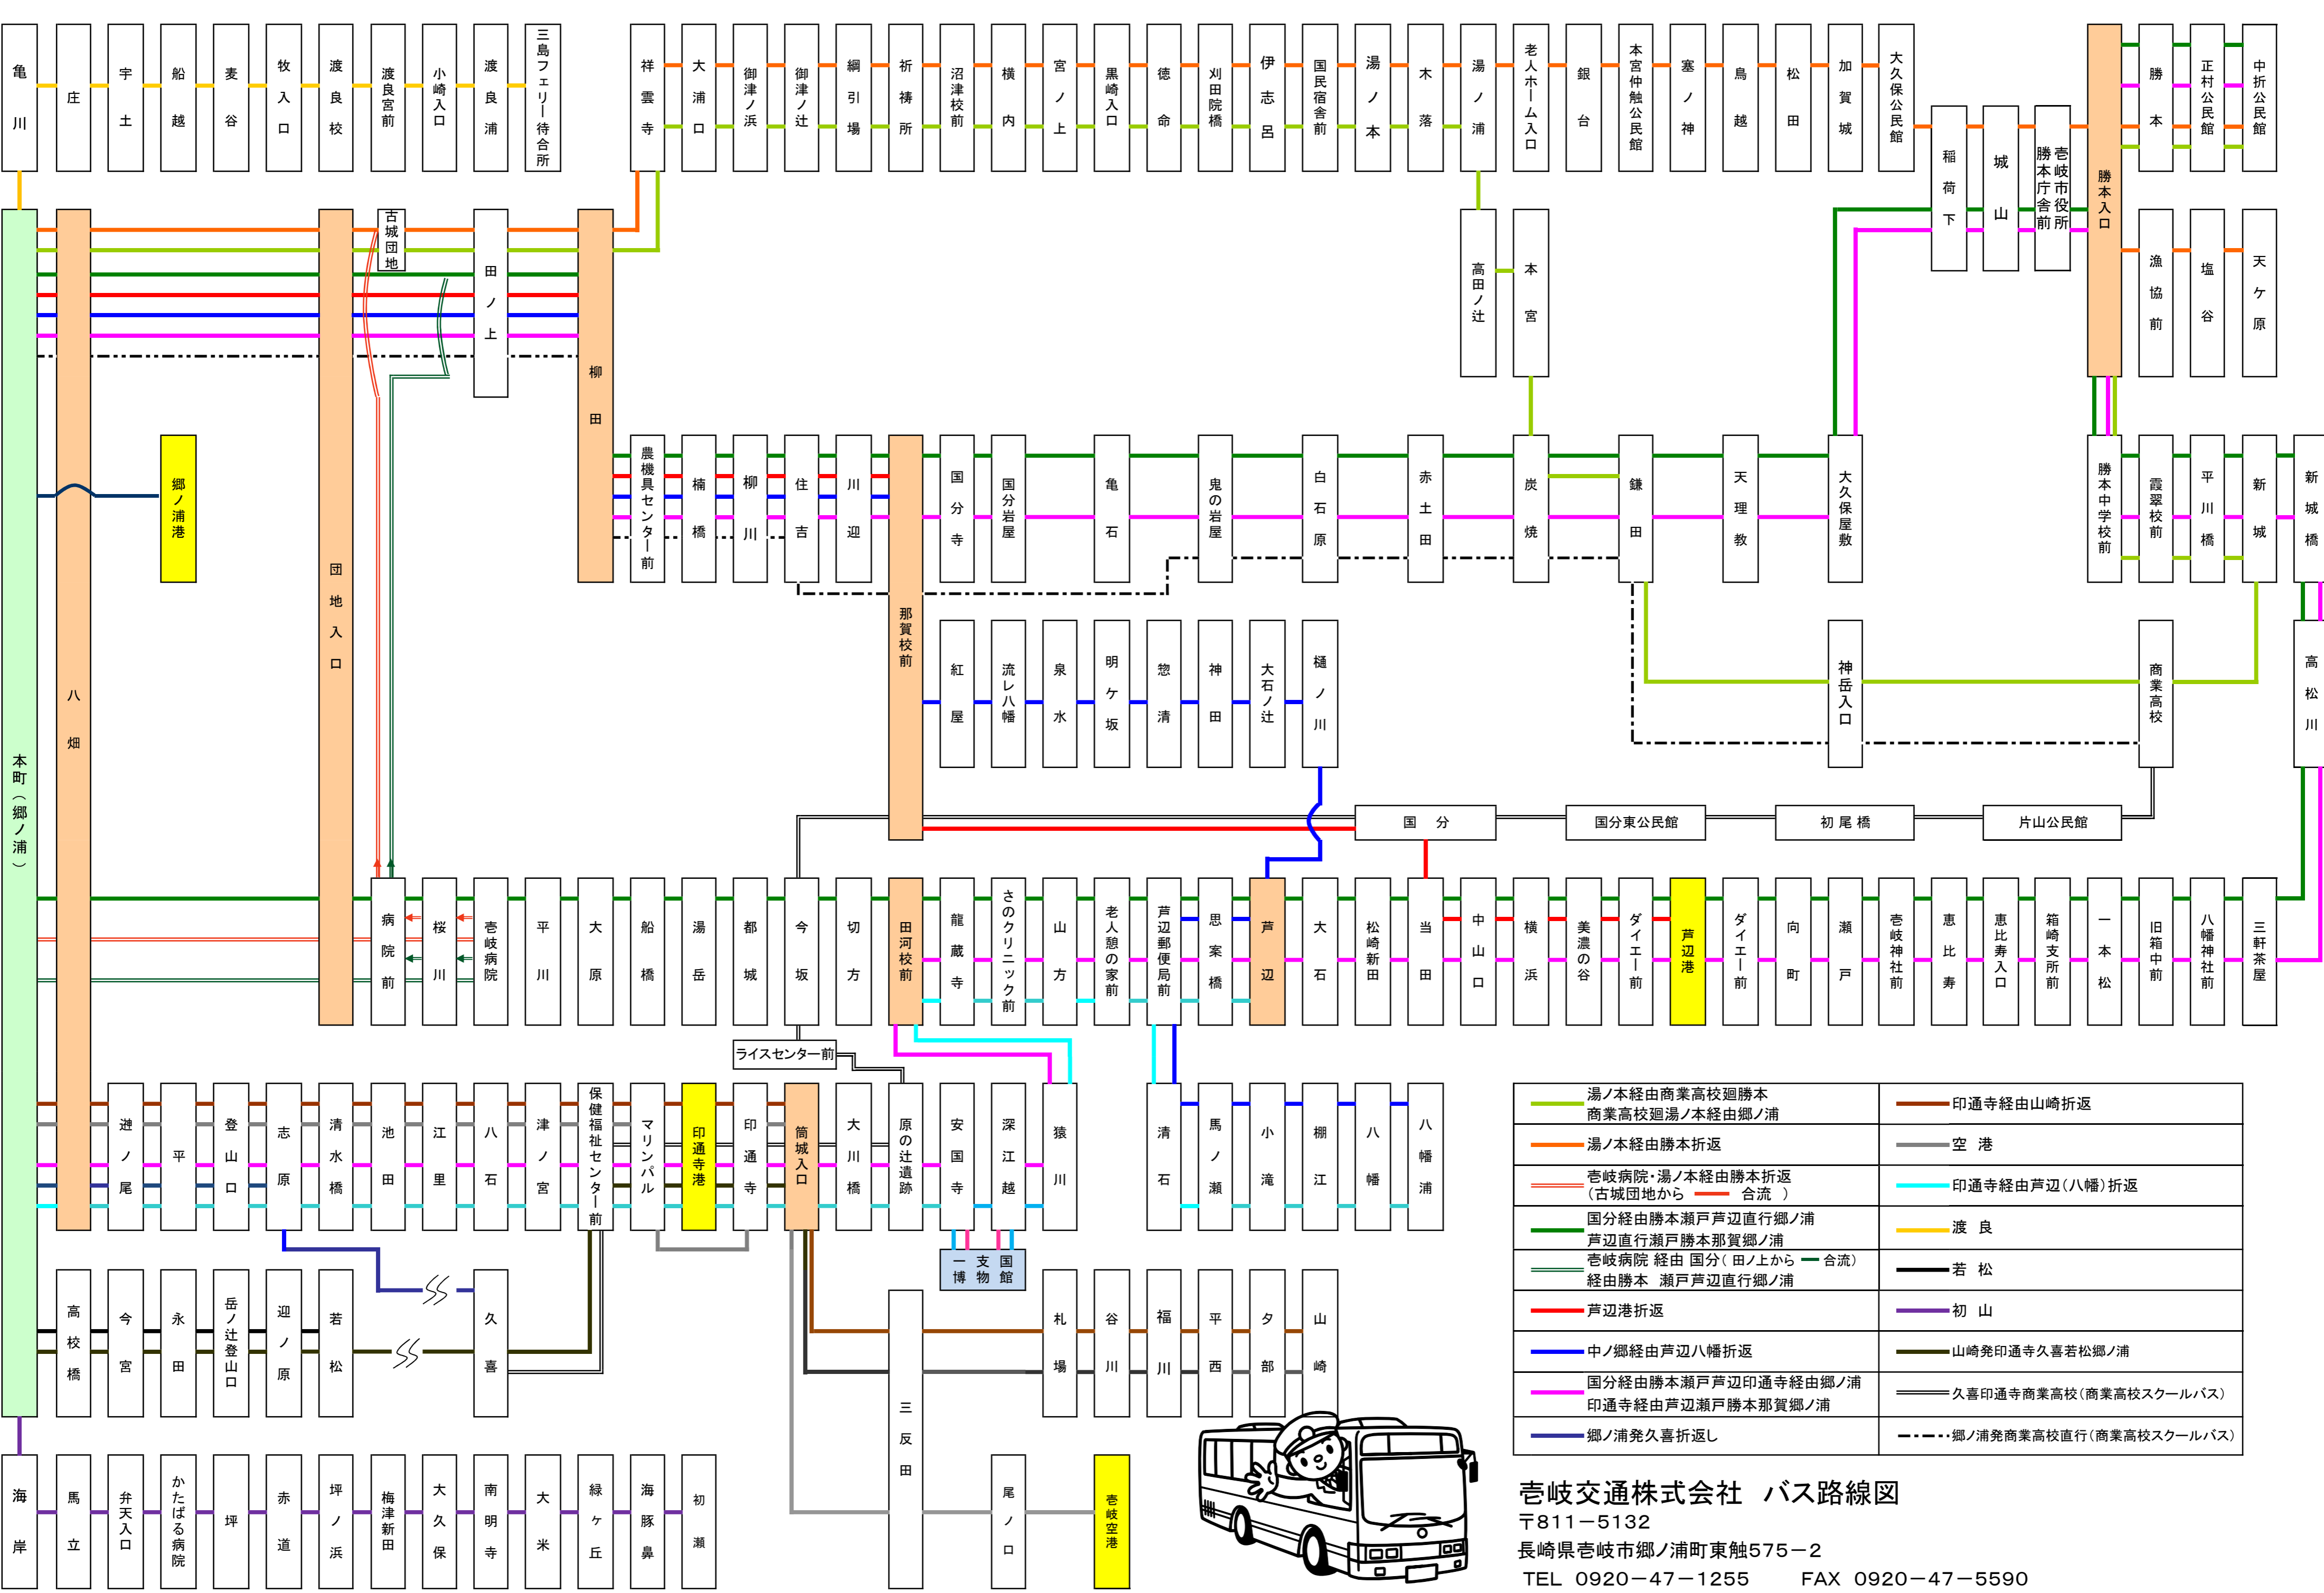 亀川
庄
宇土
船越
麦谷
牧入口
渡良校
渡良宮前
小崎入口
渡良浦
三島フェリー待合所
祥雲寺
大浦口
御津ノ浜
御津ノ辻
綱引場
祈祷所
沼津校前
横内
宮ノ上
黒崎入口
徳命
刈田院橋
伊志呂
国民宿舎前
湯ノ本
木落
湯ノ浦
老人ホーム入口
銀台
本宮仲触公民館
塞ノ神
鳥越
松田
加賀城
大久保公民館
稲荷下
城山
壱岐市役所
勝本庁舎前
勝本入口
勝本
正村公民館
中折公民館
本町（郷ノ浦）
八畑
団地入口
古城団地
田ノ上
柳田
高田ノ辻
本宮
漁協前
塩谷
天ケ原
郷ノ浦港
農機具センター前
楠橋
柳川
住吉
川迎
那賀校前
国分寺
国分岩屋
亀石
鬼の岩屋
白石原
赤土田
炭焼
鎌田
天理教
大久保屋敷
勝本中学校前
霞翠校前
平川橋
新城
新城橋
紅屋
流レ八幡
泉水
明ケ坂
惣清
神田
大石ノ辻
樋ノ川
神岳入口
商業高校
高松川
国分
国分東公民館
初尾橋
片山公民館
病院前
桜川
壱岐病院
平川
大原
船橋
湯岳
都城
今坂
切方
田河校前
龍蔵寺
さのクリニック前
山方
老人憩の家前
芦辺郵便局前
思案橋
芦辺
大石
松崎新田
当田
中山口
横浜
美濃の谷
ダイエー前
芦辺港
ダイエー前
向町
瀬戸
壱岐神社前
恵比寿
恵比寿入口
箱崎支所前
一本松
旧箱中前
八幡神社前
三軒茶屋
ライスセンター前
逧ノ尾
平
登山口
志原
清水橋
池田
江里
八石
津ノ宮
保健福祉センター前
マリンパル
印通寺港
印通寺
筒城入口
大川橋
原の辻遺跡
安国寺
深江越
猿川
清石
馬ノ瀬
小滝
棚江
八幡
八幡浦
一支国
博物館
高校橋
今宮
永田
岳ノ辻登山口
迎ノ原
若松
久喜
三反田
札場
谷川
福川
平西
夕部
山崎
海岸
馬立
弁天入口
かたばる病院
坪
赤道
坪ノ浜
梅津新田
大久保
南明寺
大米
緑ヶ丘
海豚鼻
初瀬
尾ノ口
壱岐空港
湯ノ本経由商業高校廻勝本
商業高校廻湯ノ本経由郷ノ浦
印通寺経由山崎折返
湯ノ本経由勝本折返
空港
壱岐病院・湯ノ本経由勝本折返
（古城団地から 合流 ）
印通寺経由芦辺（八幡）折返
国分経由勝本瀬戸芦辺直行郷ノ浦
芦辺直行瀬戸勝本那賀郷ノ浦
渡良
壱岐病院 経由 国分（ 田ノ上から 合流）
経由勝本 瀬戸芦辺直行郷ノ浦
若松
芦辺港折返
初山
中ノ郷経由芦辺八幡折返
山崎発印通寺久喜若松郷ノ浦
国分経由勝本瀬戸芦辺印通寺経由郷ノ浦
印通寺経由芦辺瀬戸勝本那賀郷ノ浦
久喜印通寺商業高校（商業高校スクールバス）
郷ノ浦発久喜折返し
郷ノ浦発商業高校直行（商業高校スクールバス）
壱岐交通株式会社 バス路線図
〒811－5132
長崎県壱岐市郷ノ浦町東触575－2
TEL 0920－47－1255 FAX 0920－47－5590